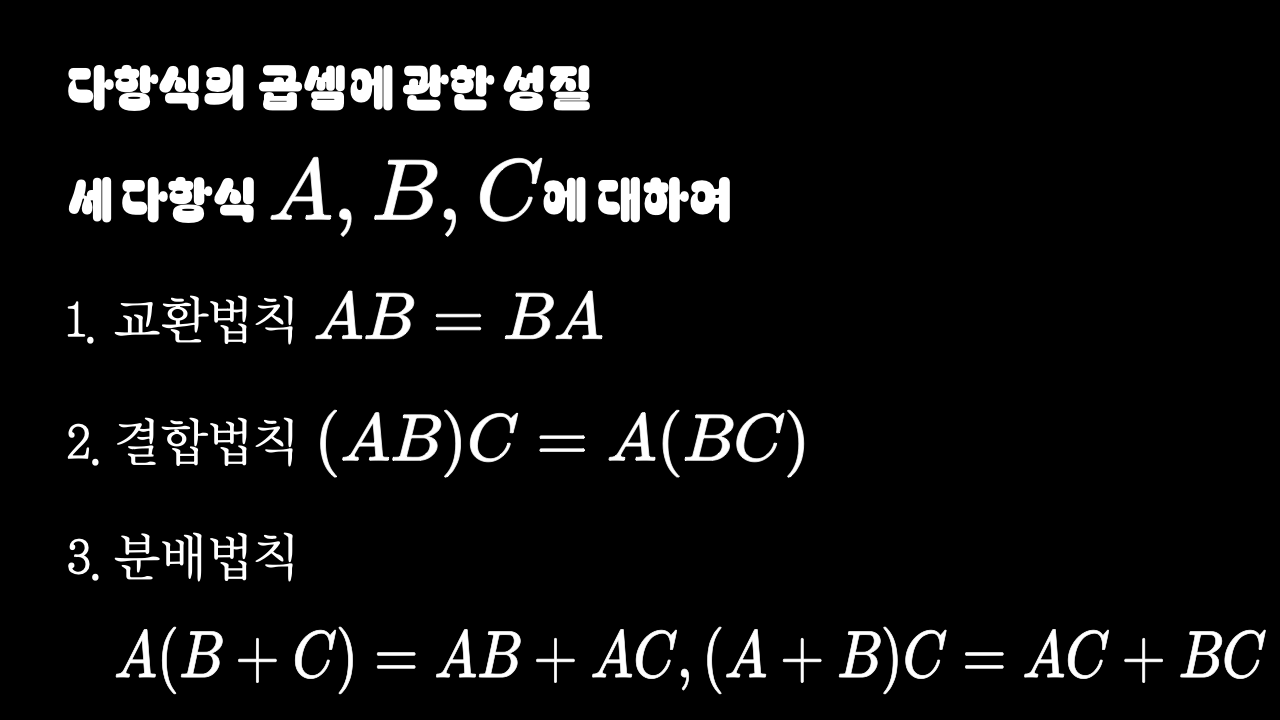 다항식의 곱셈에 관한 성질
세 다항식 A, B, C에 대하여
1. 교환법칙 AB = BA
2. 결합법칙 (AB)C = A(BC)
3. 분배법칙
A(B + C) = AB + AC, (A + B)C = AC + BC